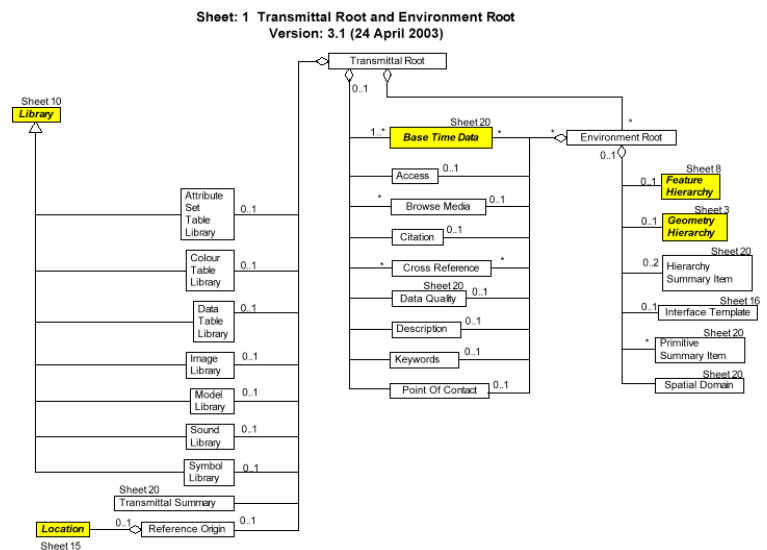 Sheet: 1 Transmittal Root and Environment Root
Version: 3.1 (24 April 2003)
Transmittal Root
0..1
Sheet 10
Library
Sheet 20
1..*
Base Time Data
*
*
Environment Root
*
0..1
Access
0..1
*
Browse Media
0..1
Citation
0..1
*
Cross Reference
*
Sheet 20
Data Quality
0..1
Description
0..1
Keywords
0..1
Point Of Contact
0..1
Sheet 8
0..1
Feature
Hierarchy
Sheet 3
0..1
Geometry
Hierarchy
Sheet 20
0..2
Hierarchy
Summary Item
Sheet 16
0..1
Interface Template
Sheet 20
*
Primitive
Summary Item
Sheet 20
Spatial Domain
Attribute
Set
Table
Library
0..1
Colour
Table
Library
0..1
Data
Table
Library
0..1
Image
Library
0..1
Model
Library
0..1
Sound
Library
0..1
Symbol
Library
0..1
Sheet 20
Transmittal Summary
Location
0..1
Reference Origin
0..1
Sheet 15